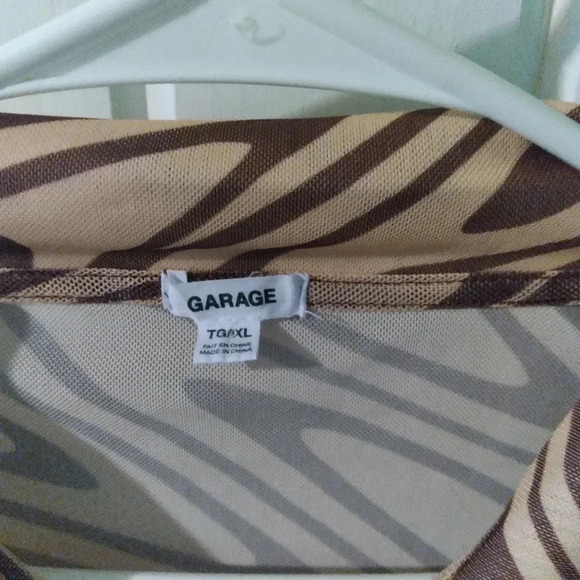 GARAGE
TG/XL
FAIT EN CHINE
MADE IN CHINA